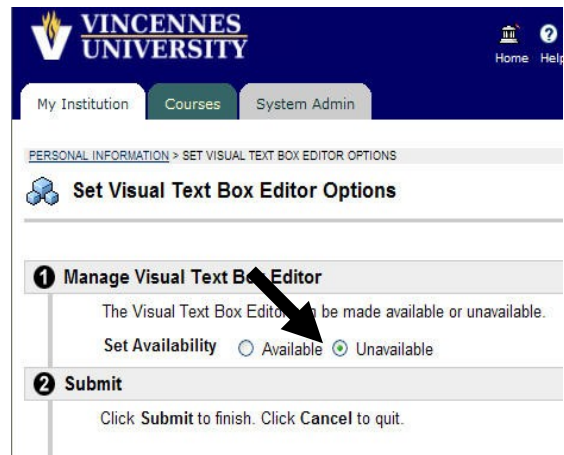 VINCENNES
UNIVERSITY
Home Help
My Institution Courses System Admin
PERSONAL INFORMATION > SET VISUAL TEXT BOX EDITOR OPTIONS
Set Visual Text Box Editor Options
1 Manage Visual Text Box Editor
The Visual Text Box Editor can be made available or unavailable.
Set Availability Available Unavailable
2 Submit
Click Submit to finish. Click Cancel to quit.